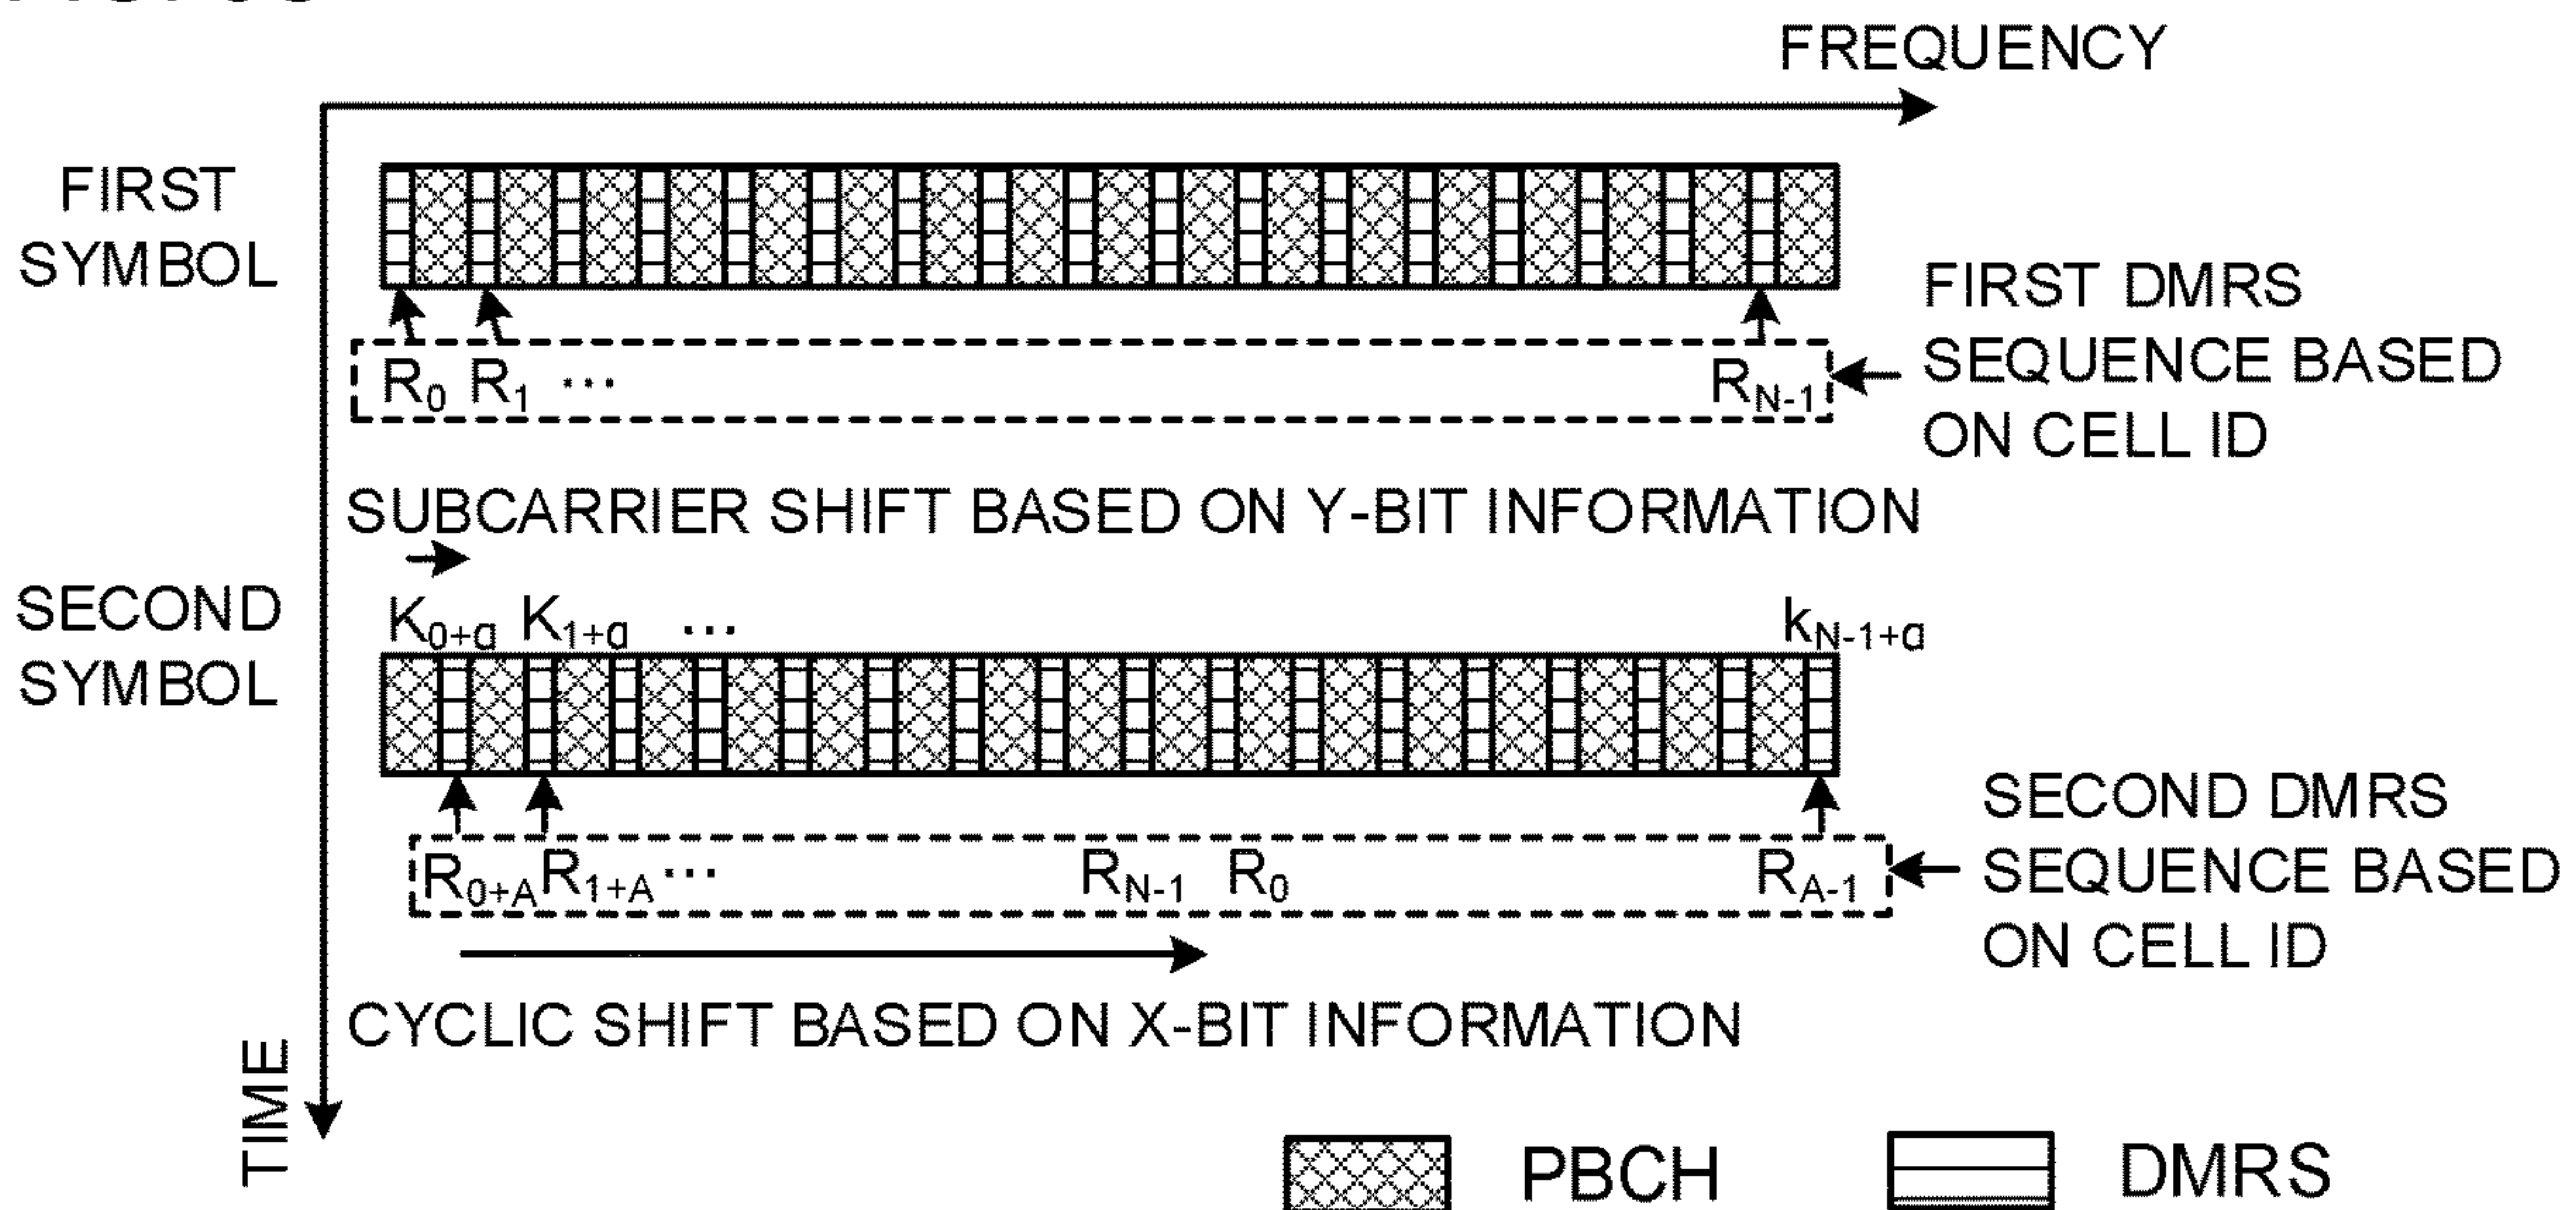 FREQUENCY
FIRST
SYMBOL
FIRST DMRS
SEQUENCE BASED
ON CELL ID
R0 R1 ... RN-1
SUBCARRIER SHIFT BASED ON Y-BIT INFORMATION
SECOND
SYMBOL
K0+a K1+a ... kN-1+a
R0+A R1+A ... RN-1 R0 RA-1
SECOND DMRS
SEQUENCE BASED
ON CELL ID
CYCLIC SHIFT BASED ON X-BIT INFORMATION
TIME
PBCH DMRS